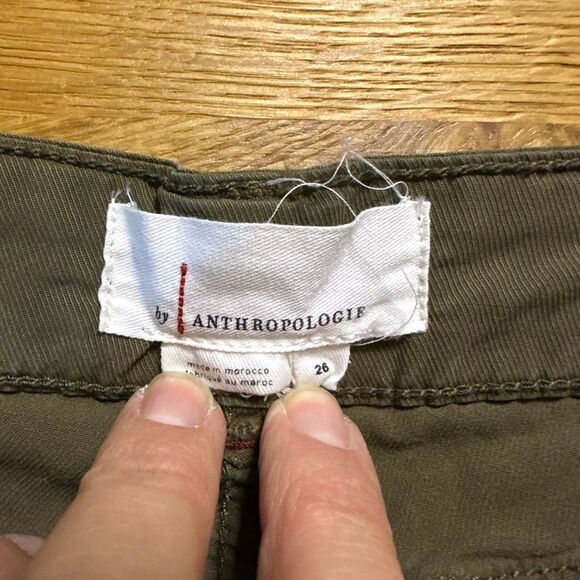 by ANTHROPOLOGIE
made in morocco
fabriqué au maroc
26